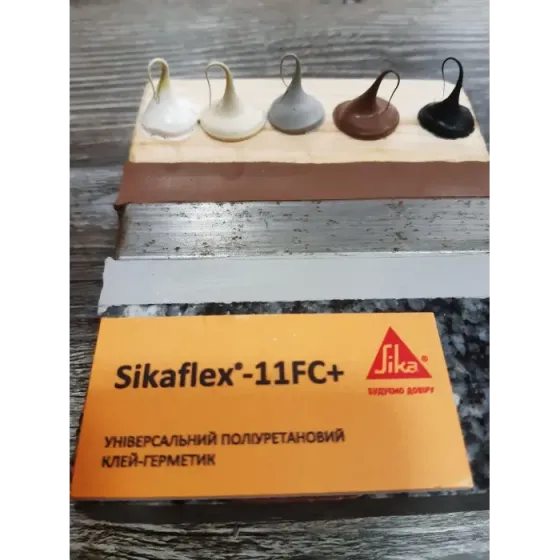 Sikaflex®-11FC+
Sika®
БУДУЄМО ДОВІРУ
УНІВЕРСАЛЬНИЙ ПОЛІУРЕТАНОВИЙ
КЛЕЙ-ГЕРМЕТИК